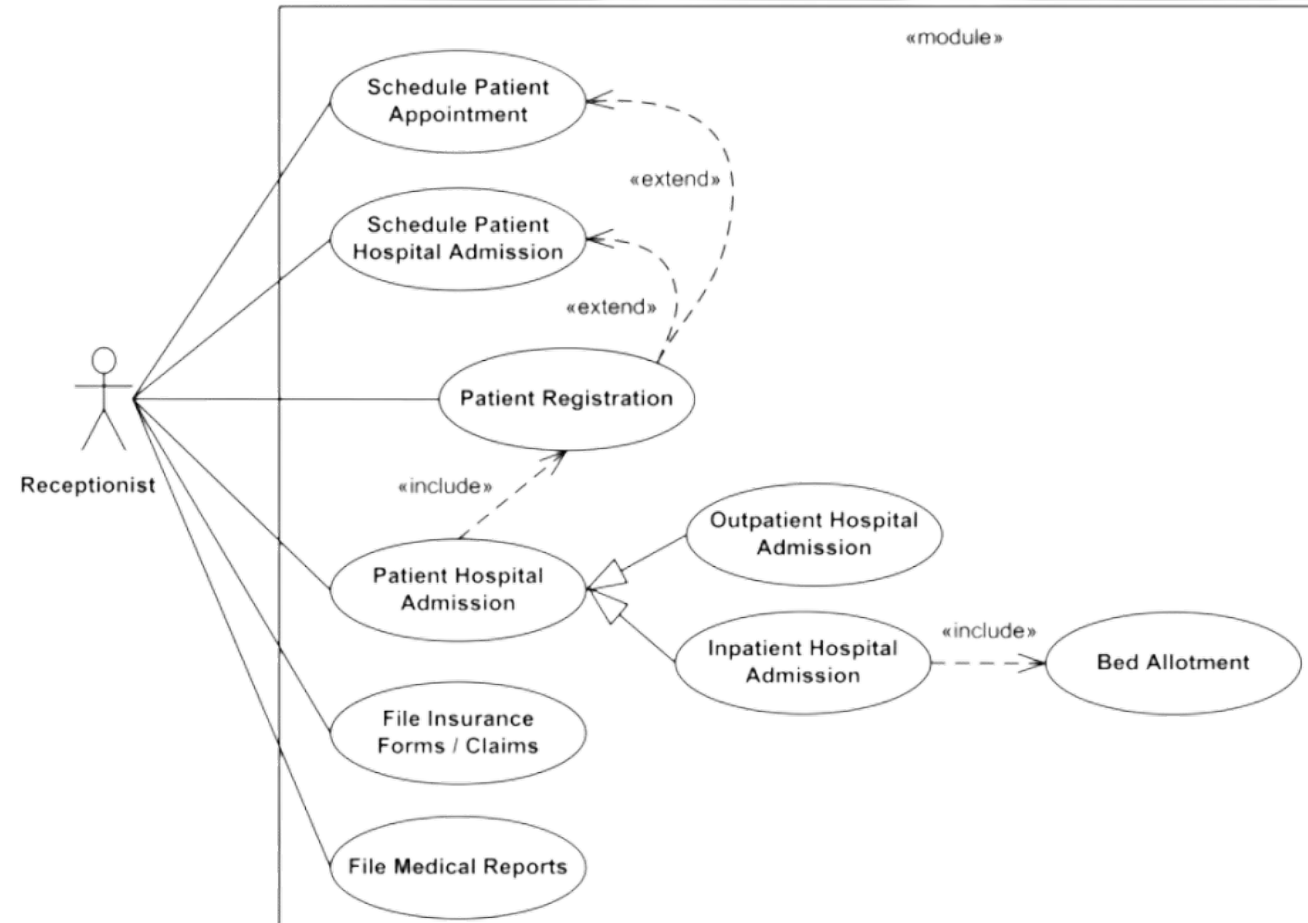 «module»
Schedule Patient
Appointment
«extend»
Schedule Patient
Hospital Admission
«extend»
Patient Registration
Receptionist
«include»
Outpatient Hospital
Admission
Patient Hospital
Admission
«include»
Inpatient Hospital
Admission
Bed Allotment
File Insurance
Forms / Claims
File Medical Reports